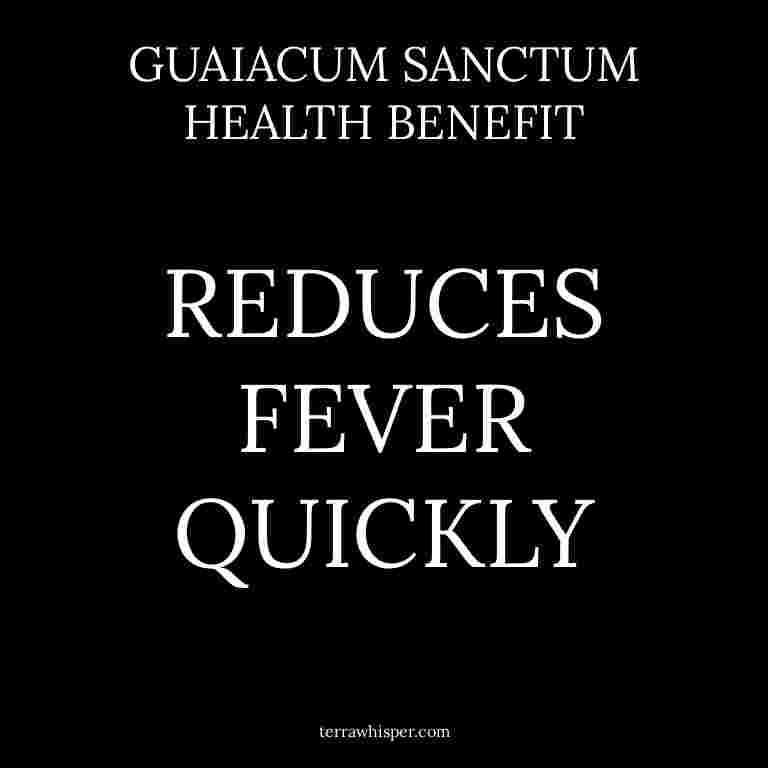 GUAIACUM SANCTUM
HEALTH BENEFIT
REDUCES
FEVER
QUICKLY
terrawhisper.com